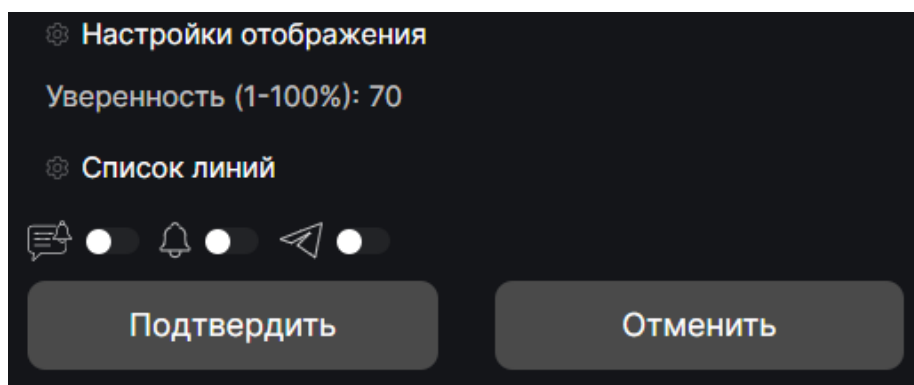 Настройки отображения
Уверенность (1-100%): 70
Список линий
Подтвердить
Отменить